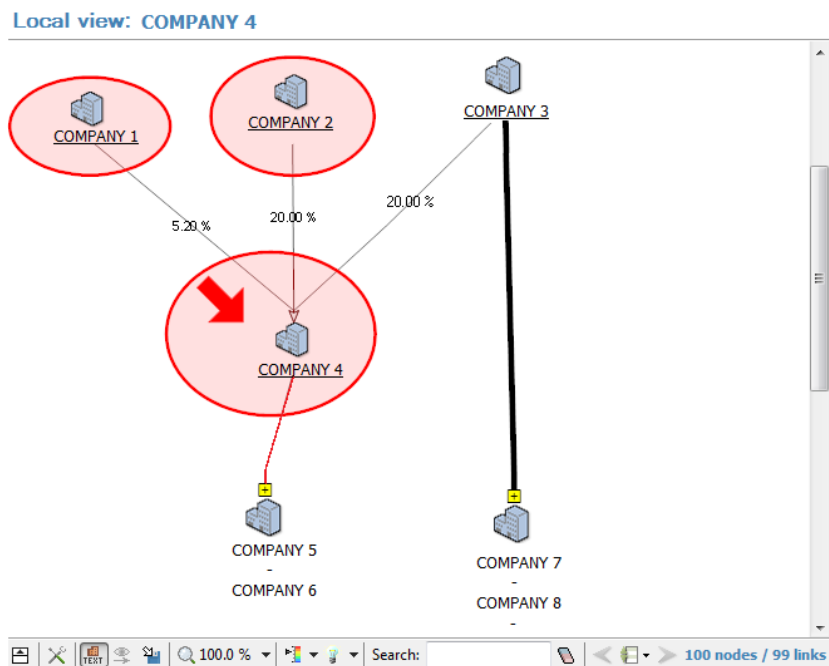 Local view: COMPANY 4
COMPANY 1
COMPANY 2
COMPANY 3
5.20 %
20.00 %
20.00 %
COMPANY 4
COMPANY 5
-
COMPANY 6
COMPANY 7
-
COMPANY 8
-
TEXT
100.0 %
Search:
100 nodes / 99 links